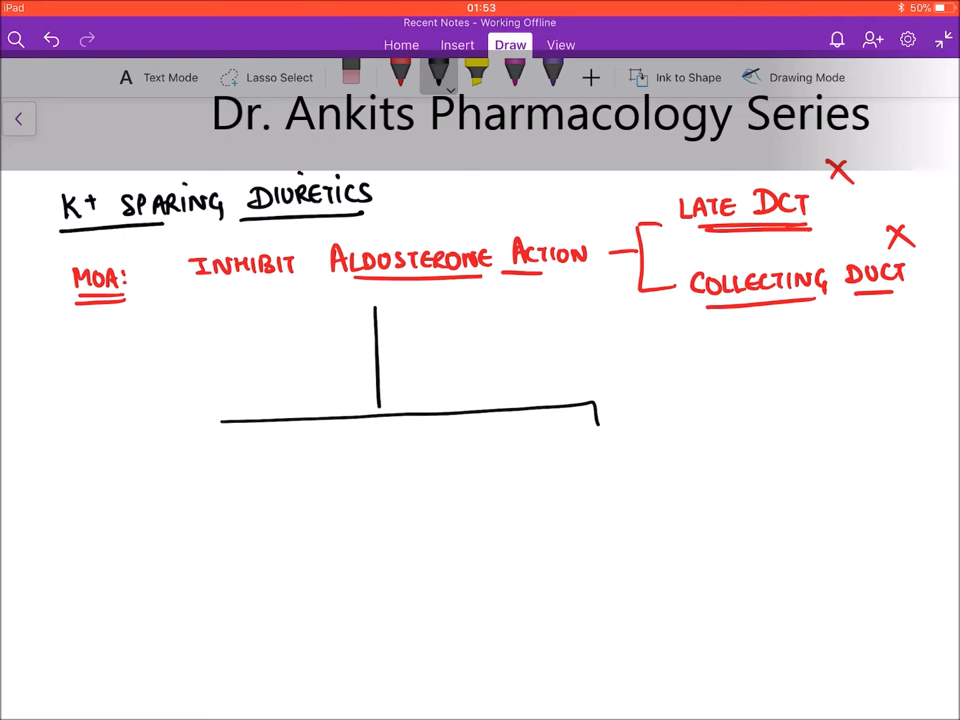 iPad 01:53 50%
Recent Notes - Working Offline
Home Insert Draw View
A Text Mode Lasso Select + Ink to Shape Drawing Mode
Dr. Ankits Pharmacology Series
K+ SPARING DIURETICS
MOA: INHIBIT ALDOSTERONE ACTION
LATE DCT X
COLLECTING DUCT X